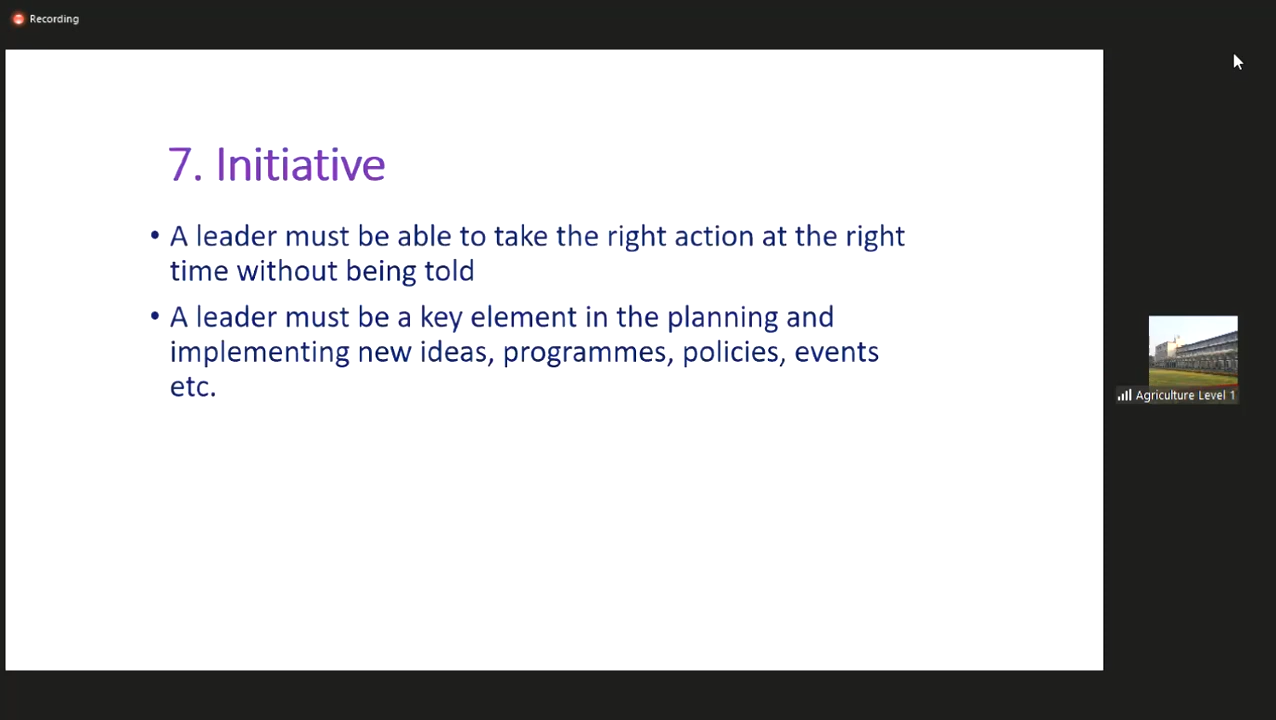 Recording
7. Initiative
• A leader must be able to take the right action at the right
time without being told
• A leader must be a key element in the planning and
implementing new ideas, programmes, policies, events
etc.
Agriculture Level 1